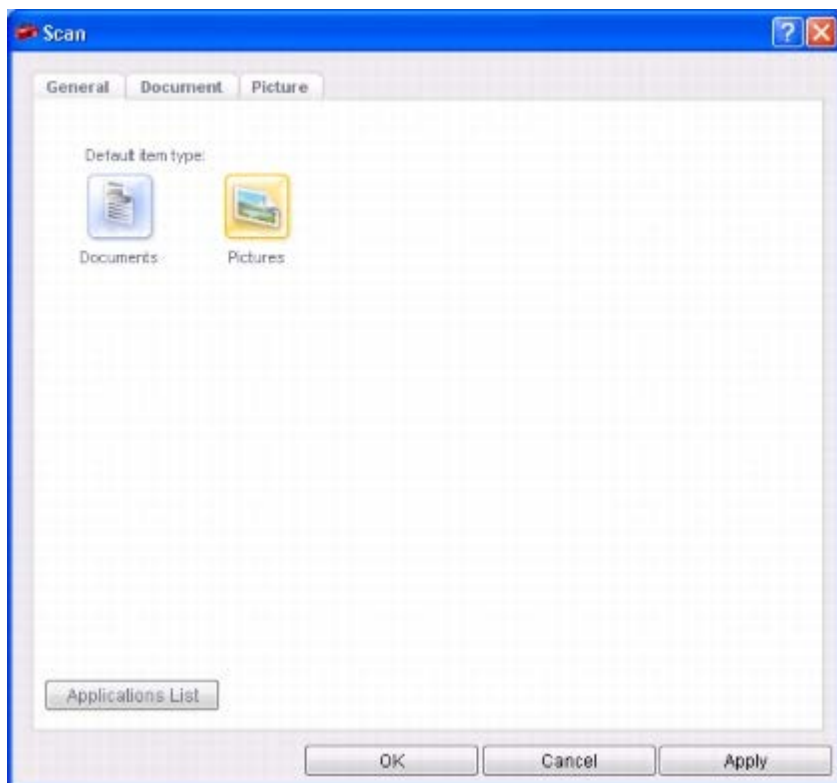 Scan
General Document Picture
Default item type:
Documents Pictures
Applications List
OK Cancel Apply